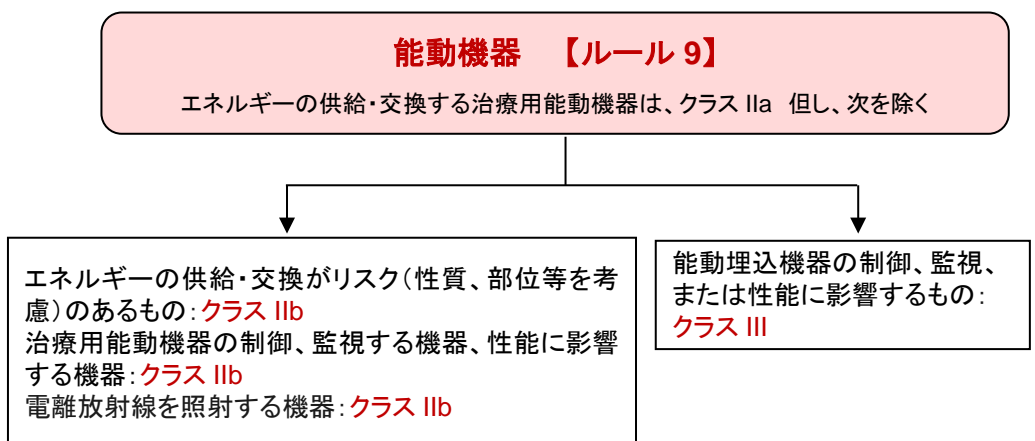 能動機器　【ルール 9】
エネルギーの供給・交換する治療用能動機器は、クラス IIa 但し、次を除く
エネルギーの供給・交換がリスク（性質、部位等を考
慮）のあるもの：クラス IIb
治療用能動機器の制御、監視する機器、性能に影響
する機器：クラス IIb
電離放射線を照射する機器：クラス IIb
能動埋込機器の制御、監視、
または性能に影響するもの：
クラス III